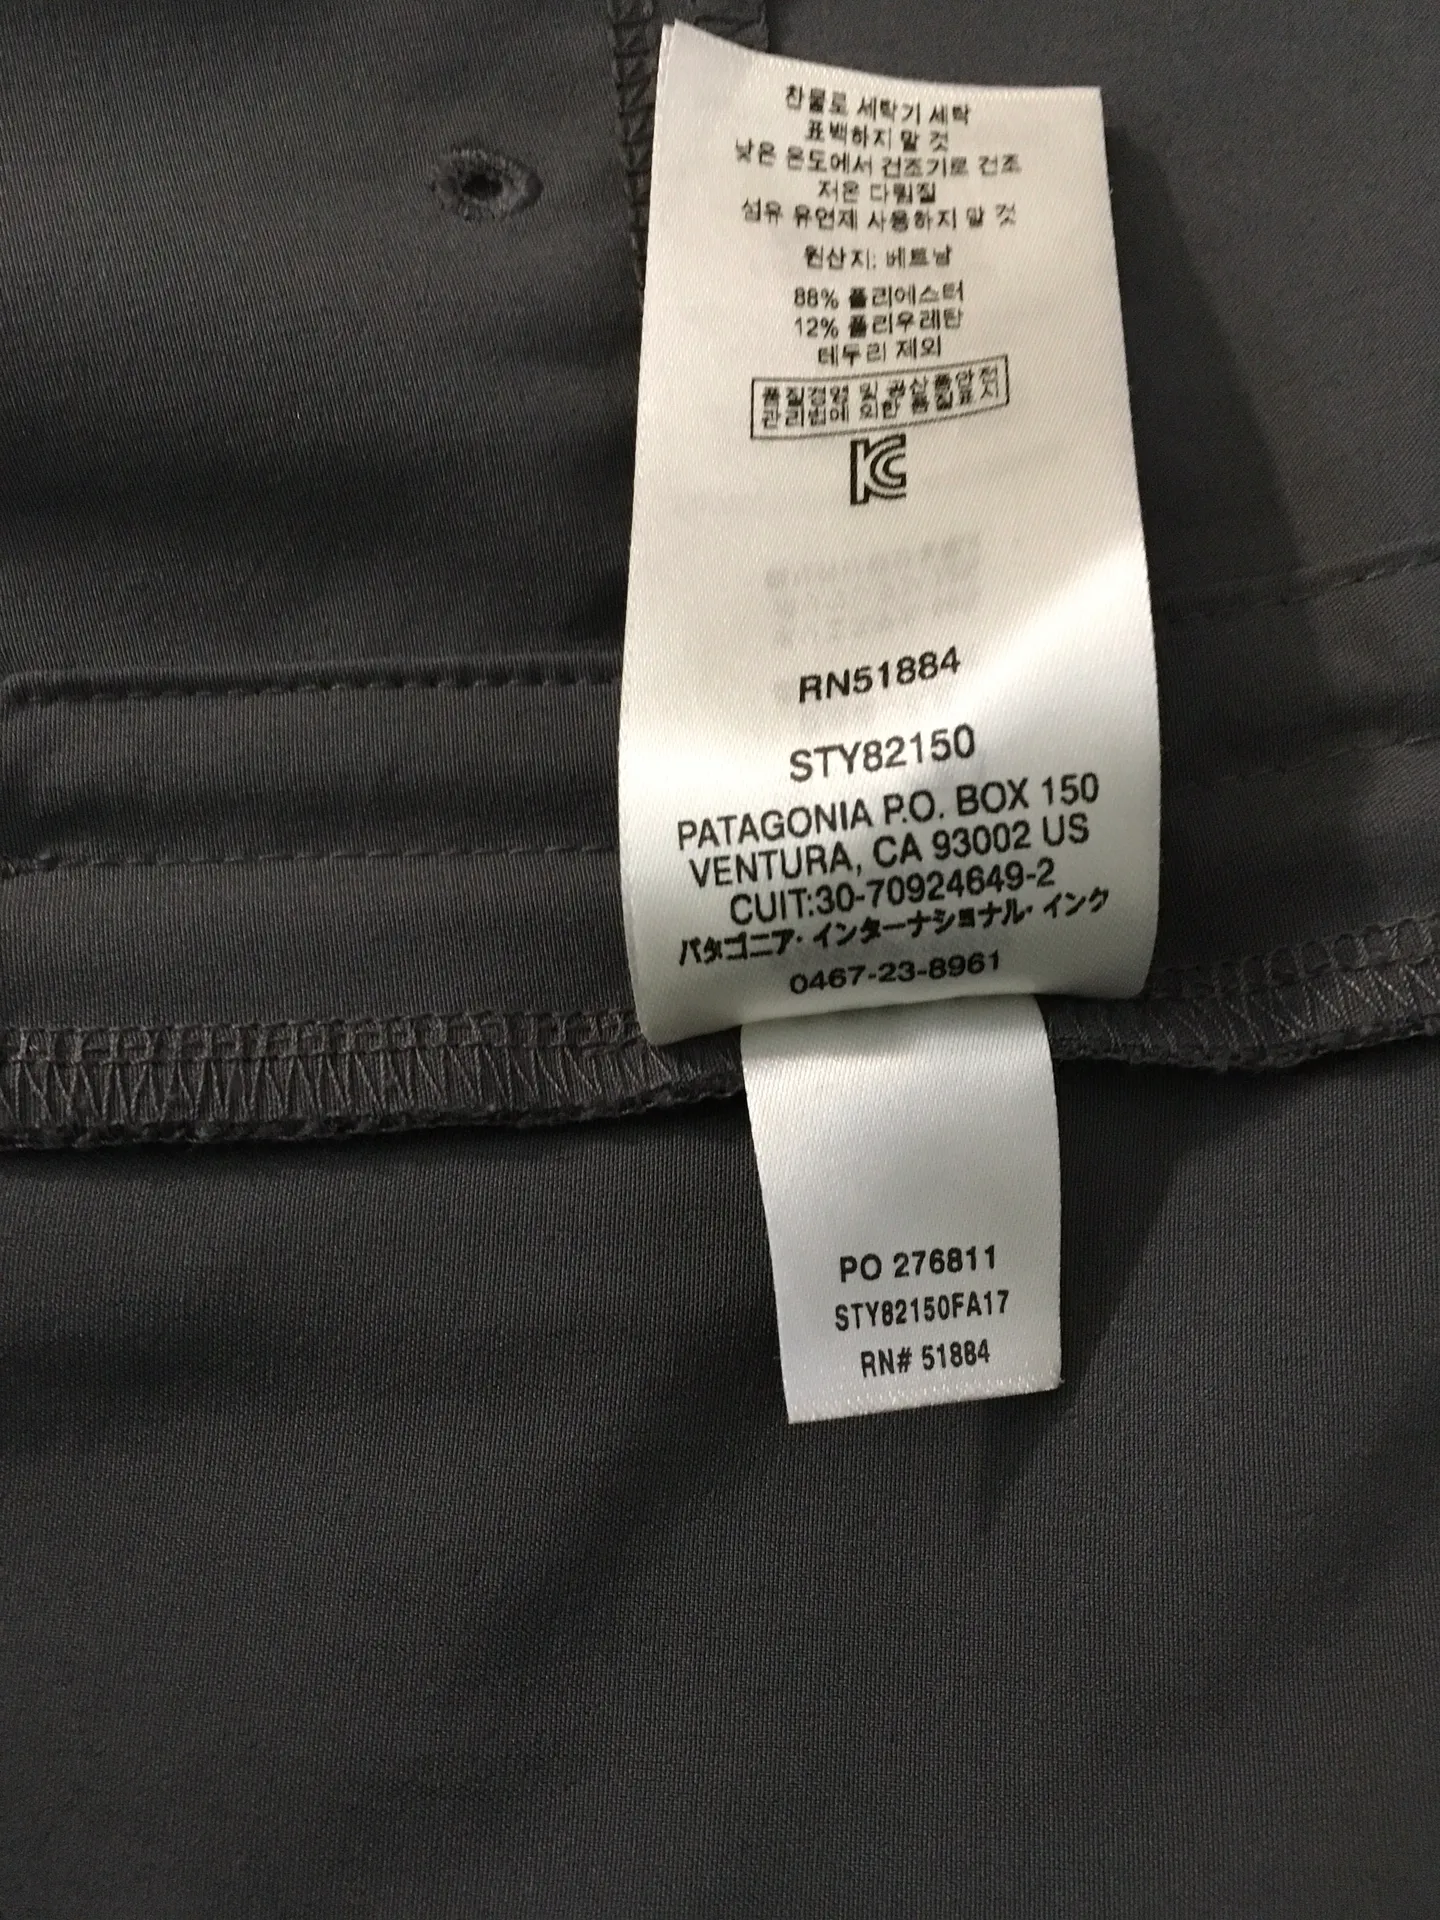 찬물로 세탁기 세탁
표백하지 말 것
낮은 온도에서 건조기로 건조
저온 다림질
섬유 유연제 사용하지 말 것
원산지: 베트남
88% 폴리에스터
12% 폴리우레탄
테두리 제외
품질경영 및 공산품안전
관리법에 의한 품질표시
KC
RN51884
STY82150
PATAGONIA P.O. BOX 150
VENTURA, CA 93002 US
CUIT:30-70924649-2
パタゴニア・インターナショナル・インク
0467-23-8961
PO 276811
STY82150FA17
RN# 51884